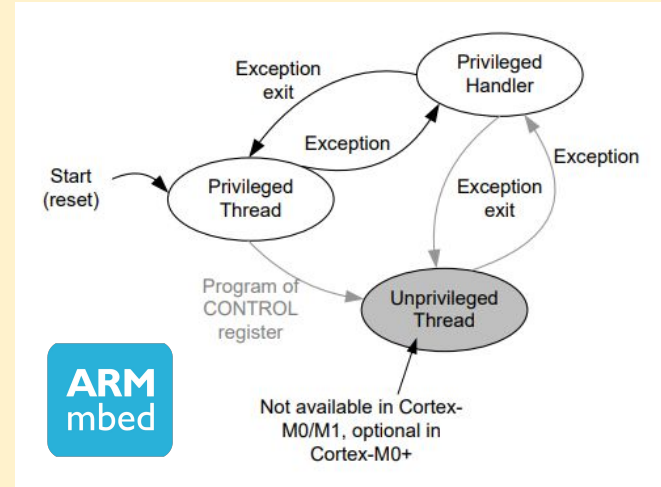 Privileged
Handler
Exception
exit
Exception
Exception
Start
(reset)
Privileged
Thread
Exception
exit
Program of
CONTROL
register
Unprivileged
Thread
ARM
mbed
Not available in Cortex-
M0/M1, optional in
Cortex-M0+